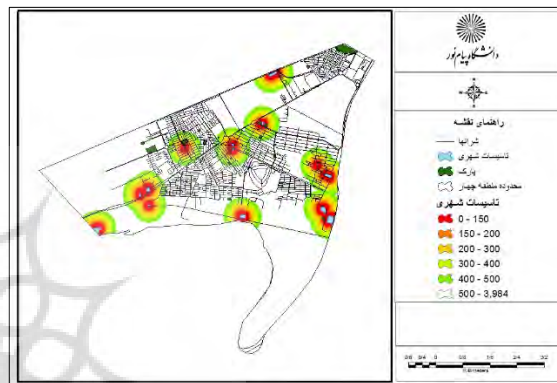 دانشگاه پیام نور
راهنمای نقشه
شریانها
تاسیسات شهری
پارک
محدوده منطقه چهار
تاسیسات شهری
0 - 150
150 - 200
200 - 300
300 - 400
400 - 500
500 - 3,984